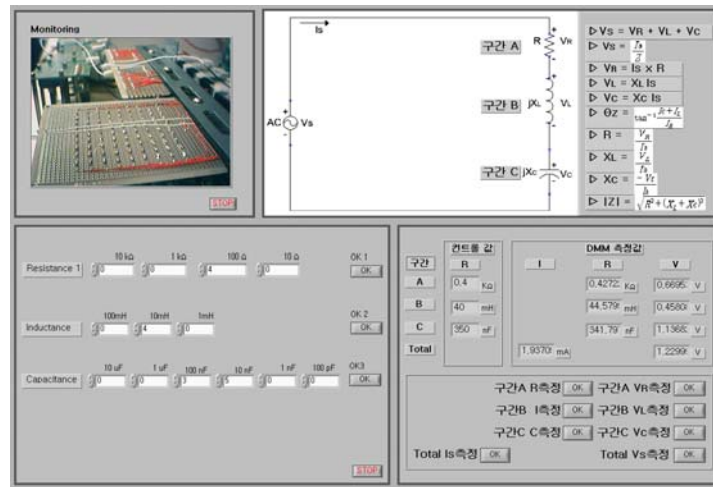 Monitoring
STOP
Is
AC
Vs
구간 A
R
VR
구간 B
jXL
VL
구간 C
jXc
Vc
▷ Vs = VR + VL + Vc
▷ Vs =
▷ VR = Is x R
▷ VL = XL Is
▷ Vc = Xc Is
▷ ΘZ =
▷ R =
▷ XL =
▷ Xc =
▷ |Z| =
Resistance 1
10 kΩ 1 kΩ 100 Ω 10 Ω OK 1
0 0 4 0 OK
Inductance
100mH 10mH 1mH OK 2
0 4 0 OK
Capacitance
10 uF 1 uF 100 nF 10 nF 1 nF 100 pF OK3
0 0 3 5 0 0 OK
STOP
컨트롤 값 DMM 측정값
구간 R I R V
A 0,4 KΩ 0,4272 KΩ 0,6695 V
B 40 mH 44,579 mH 0,4580 V
C 350 nF 341,79 nF 1,1368 V
Total 1,9370 mA 1,2299 V
구간A R측정 OK 구간A VR측정 OK
구간B I측정 OK 구간B VL측정 OK
구간C C측정 OK 구간C Vc측정 OK
Total Is측정 OK Total Vs측정 OK